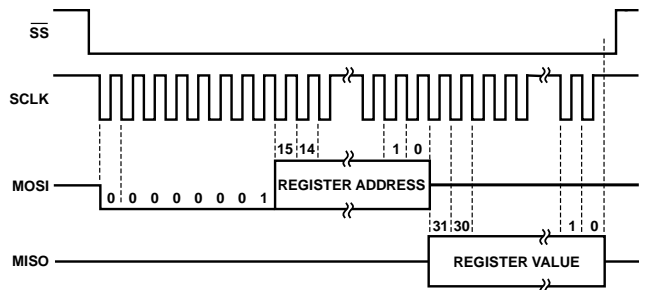 SS
SCLK
15 14 1 0
MOSI
0 0 0 0 0 0 0 1
REGISTER ADDRESS
31 30 1 0
MISO
REGISTER VALUE